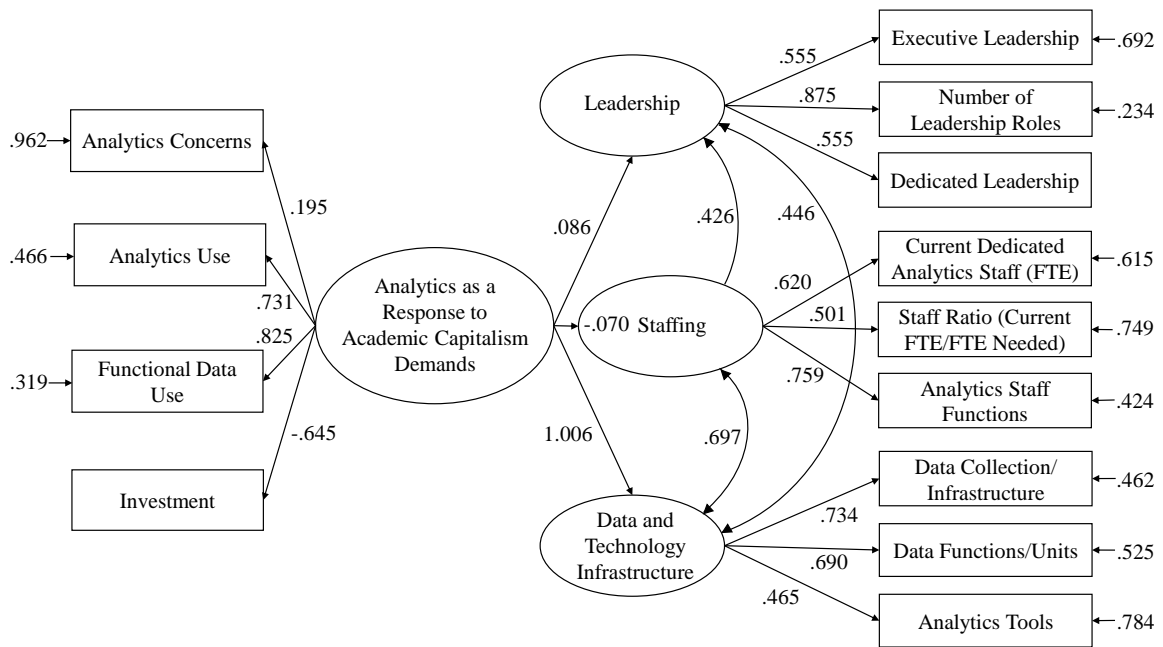 .962
Analytics Concerns
.195
.466
Analytics Use
.731
.825
.319
Functional Data
Use
-.645
Investment
Analytics as a
Response to
Academic Capitalism
Demands
.086
-.070
1.006
Leadership
.426
.446
Staffing
.697
Data and
Technology
Infrastructure
.555
Executive Leadership
.692
.875
Number of
Leadership Roles
.234
.555
Dedicated Leadership
.620
Current Dedicated
Analytics Staff (FTE)
.615
.501
Staff Ratio (Current
FTE/FTE Needed)
.749
.759
Analytics Staff
Functions
.424
.734
Data Collection/
Infrastructure
.462
.690
Data Functions/Units
.525
.465
Analytics Tools
.784